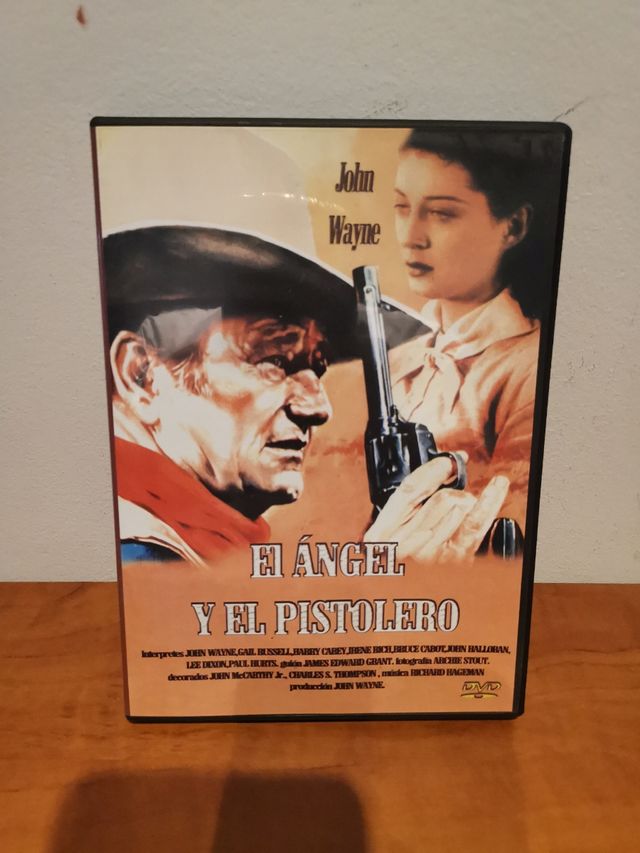 John
Wayne
El ÁNGEL
Y EL PISTOLERO
Interpretes JOHN WAYNE,GAIL RUSSELL,HARRY CAREY,IRENE RICH,BRUCE CABOT,JOHN HALLORAN,
LEE DIXON,PAUL HURTS. guión JAMES EDWARD GRANT. fotografía ARCHIE STOUT.
decorados JOHN McCARTHY Jr., CHARLES S. THOMPSON , música RICHARD HAGEMAN
producción JOHN WAYNE.
DVD